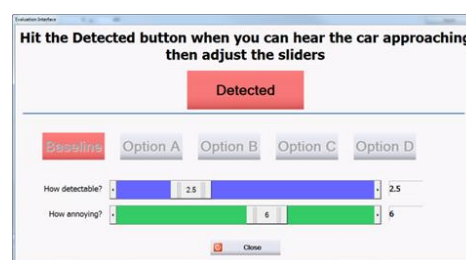 Evaluation Interface
Hit the Detected button when you can hear the car approaching
then adjust the sliders
Detected
Baseline Option A Option B Option C Option D
How detectable? 2.5 2.5
How annoying? 6 6
Close